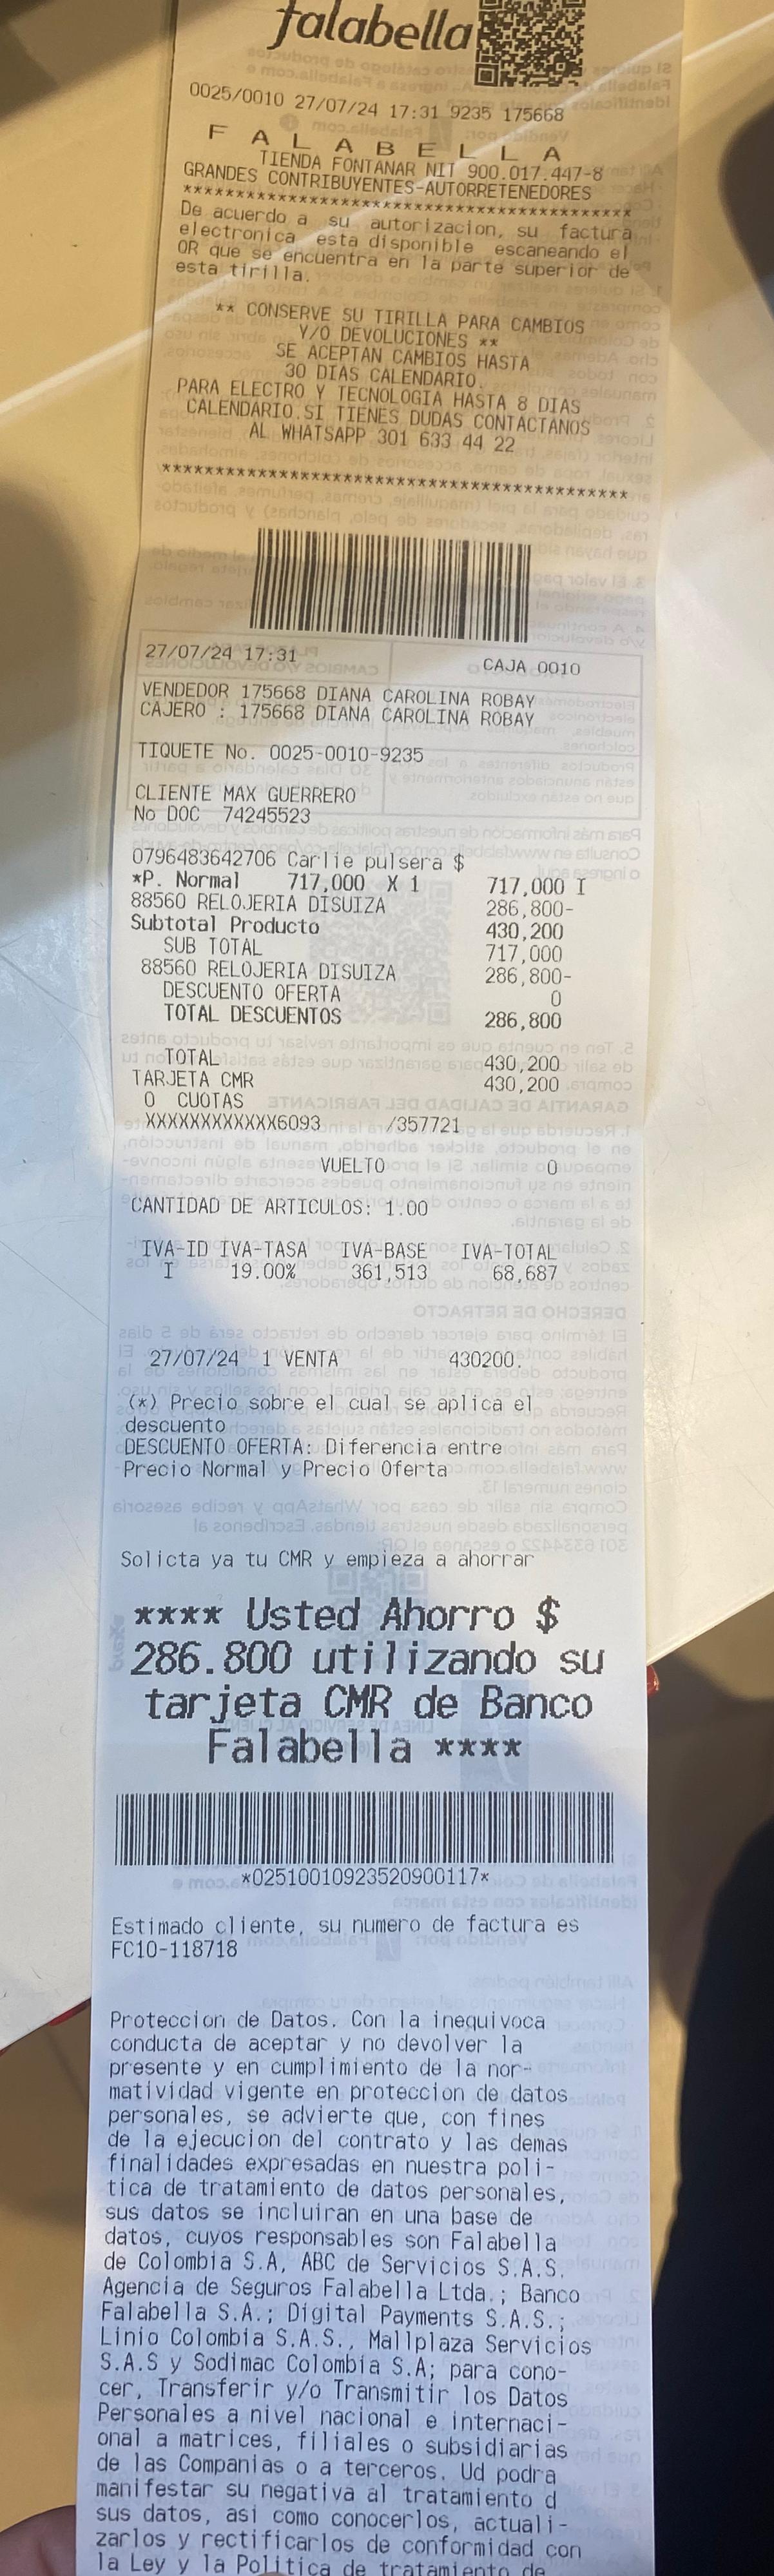 falabella
0025/0010 27/07/24 17:31 9235 175668
F A L A B E L L A
TIENDA FONTANAR NIT 900.017.447-8
GRANDES CONTRIBUYENTES-AUTORRETENEDORES
*******************************************
De acuerdo a su autorizacion, su factura
electronica esta disponible escaneando el
QR que se encuentra en la parte superior de
esta tirilla.
** CONSERVE SU TIRILLA PARA CAMBIOS
Y/O DEVOLUCIONES **
SE ACEPTAN CAMBIOS HASTA
30 DIAS CALENDARIO.
PARA ELECTRO Y TECNOLOGIA HASTA 8 DIAS
CALENDARIO.SI TIENES DUDAS CONTACTANOS
AL WHATSAPP 301 633 44 22
********************************************
27/07/24 17:31 CAJA 0010
VENDEDOR 175668 DIANA CAROLINA ROBAY
CAJERO : 175668 DIANA CAROLINA ROBAY
TIQUETE No. 0025-0010-9235
CLIENTE MAX GUERRERO
No DOC 74245523
0796483642706 Carlie pulsera $
*P. Normal 717,000 X 1 717,000 I
88560 RELOJERIA DISUIZA 286,800-
Subtotal Producto 430,200
SUB TOTAL 717,000
88560 RELOJERIA DISUIZA 286,800-
DESCUENTO OFERTA 0
TOTAL DESCUENTOS 286,800
TOTAL 430,200
TARJETA CMR 430,200
0 CUOTAS
XXXXXXXXXXXX6093 /357721
VUELTO 0
CANTIDAD DE ARTICULOS: 1.00
IVA-ID IVA-TASA IVA-BASE IVA-TOTAL
I 19.00% 361,513 68,687
27/07/24 1 VENTA 430200.
(*) Precio sobre el cual se aplica el
descuento
DESCUENTO OFERTA: Diferencia entre
Precio Normal y Precio Oferta
Solicta ya tu CMR y empieza a ahorrar
**** Usted Ahorro $
286.800 utilizando su
tarjeta CMR de Banco
Falabella ****
*02510010923520900117*
Estimado cliente, su numero de factura es
FC10-118718
Proteccion de Datos. Con la inequivoca
conducta de aceptar y no devolver la
presente y en cumplimiento de la nor-
matividad vigente en proteccion de datos
personales, se advierte que, con fines
de la ejecucion del contrato y las demas
finalidades expresadas en nuestra poli-
tica de tratamiento de datos personales,
sus datos se incluiran en una base de
datos, cuyos responsables son Falabella
de Colombia S.A, ABC de Servicios S.A.S.
Agencia de Seguros Falabella Ltda.; Banco
Falabella S.A.; Digital Payments S.A.S.;
Linio Colombia S.A.S., Mallplaza Servicios
S.A.S y Sodimac Colombia S.A; para cono-
cer, Transferir y/o Transmitir los Datos
Personales a nivel nacional e internaci-
onal a matrices, filiales o subsidiarias
de las Companias o a terceros. Ud podra
manifestar su negativa al tratamiento d
sus datos, asi como conocerlos, actuali-
zarlos y rectificarlos de conformidad con
la Ley y la Politica de tratamiento de